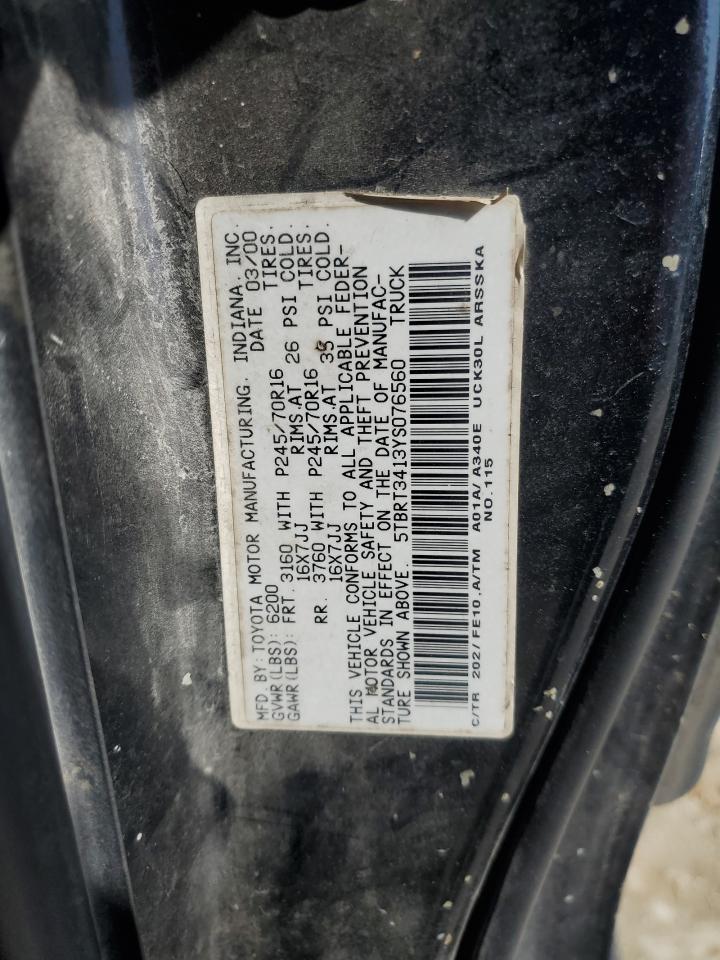 MFD. BY: TOYOTA MOTOR MANUFACTURING. INDIANA. INC.
GVWR(LBS): 6200 DATE 03/00
GAWR(LBS): FRT. 3160 WITH P245/70R16 TIRES.
16X7JJ RIMS.AT 26 PSI COLD.
RR. 3760 WITH P245/70R16 TIRES.
16X7JJ RIMS.AT 35 PSI COLD.
THIS VEHICLE CONFORMS TO ALL APPLICABLE FEDER-
AL MOTOR VEHICLE SAFETY AND THEFT PREVENTION
STANDARDS IN EFFECT ON THE DATE OF MANUFAC-
TURE SHOWN ABOVE. 5TBRT3413YS076560 TRUCK
C/TR 202/FE10,A/TM A01A/A340E UCK30L ARSSKA
NO.115